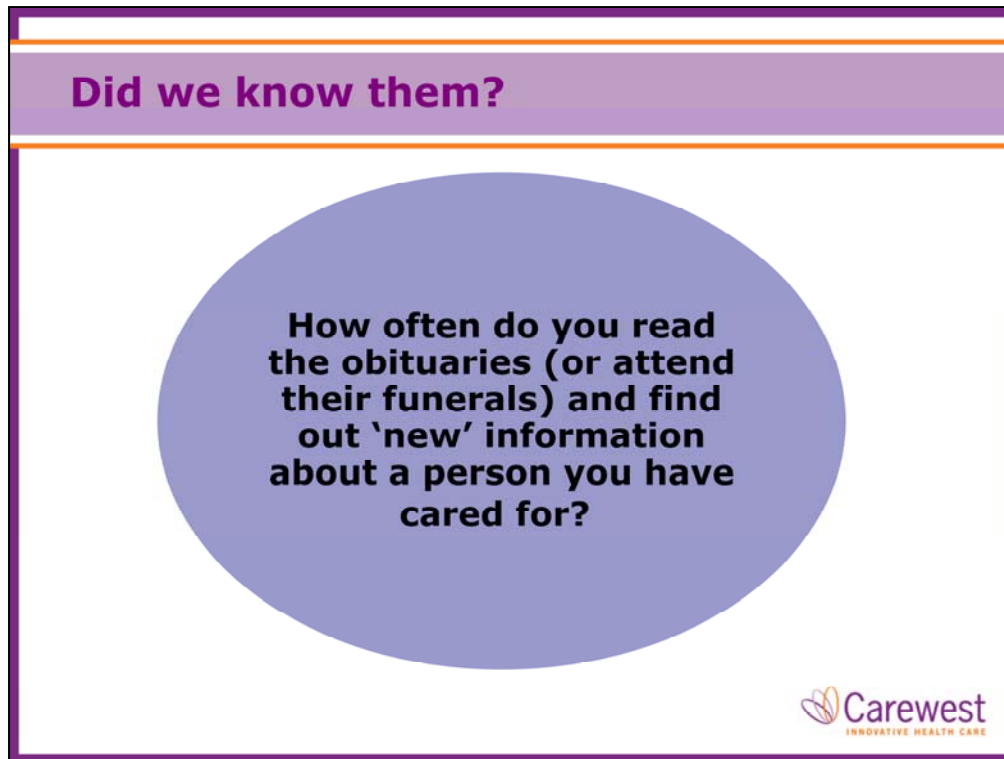 Did we know them?
How often do you read
the obituaries (or attend
their funerals) and find
out ‘new’ information
about a person you have
cared for?
Carewest
INNOVATIVE HEALTH CARE